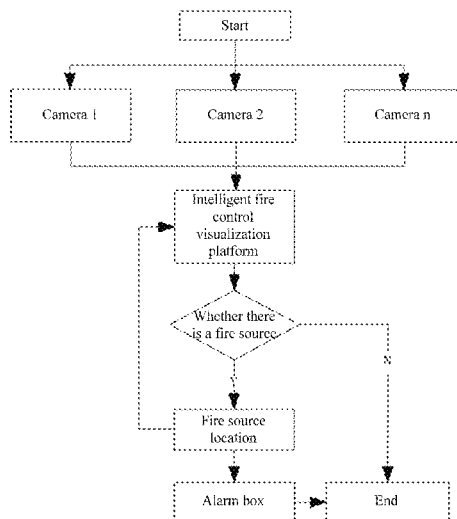 Start
Camera 1
Camera 2
Camera n
Intelligent fire
control
visualization
platform
Whether there
is a fire source
N
Fire source
location
Alarm box
End